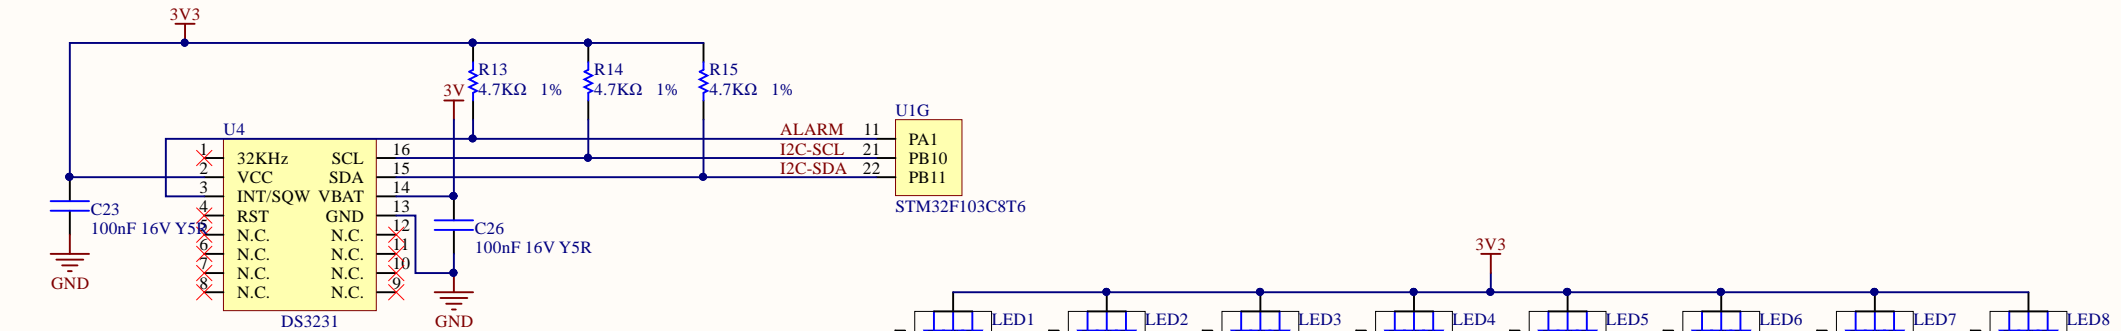 3V3
R13
4.7KΩ 1%
R14
4.7KΩ 1%
R15
4.7KΩ 1%
3V
U1G
U4
ALARM 11 PA1
1 32KHz SCL 16 I2C-SCL 21 PB10
2 VCC SDA 15 I2C-SDA 22 PB11
3 INT/SQW VBAT 14
STM32F103C8T6
4 RST GND 13
C23
100nF 16V Y5R
5 N.C. N.C. 12
C26
100nF 16V Y5R
6 N.C. N.C. 11
7 N.C. N.C. 10
8 N.C. N.C. 9
GND
DS3231
GND
3V3
LED1 LED2 LED3 LED4 LED5 LED6 LED7 LED8